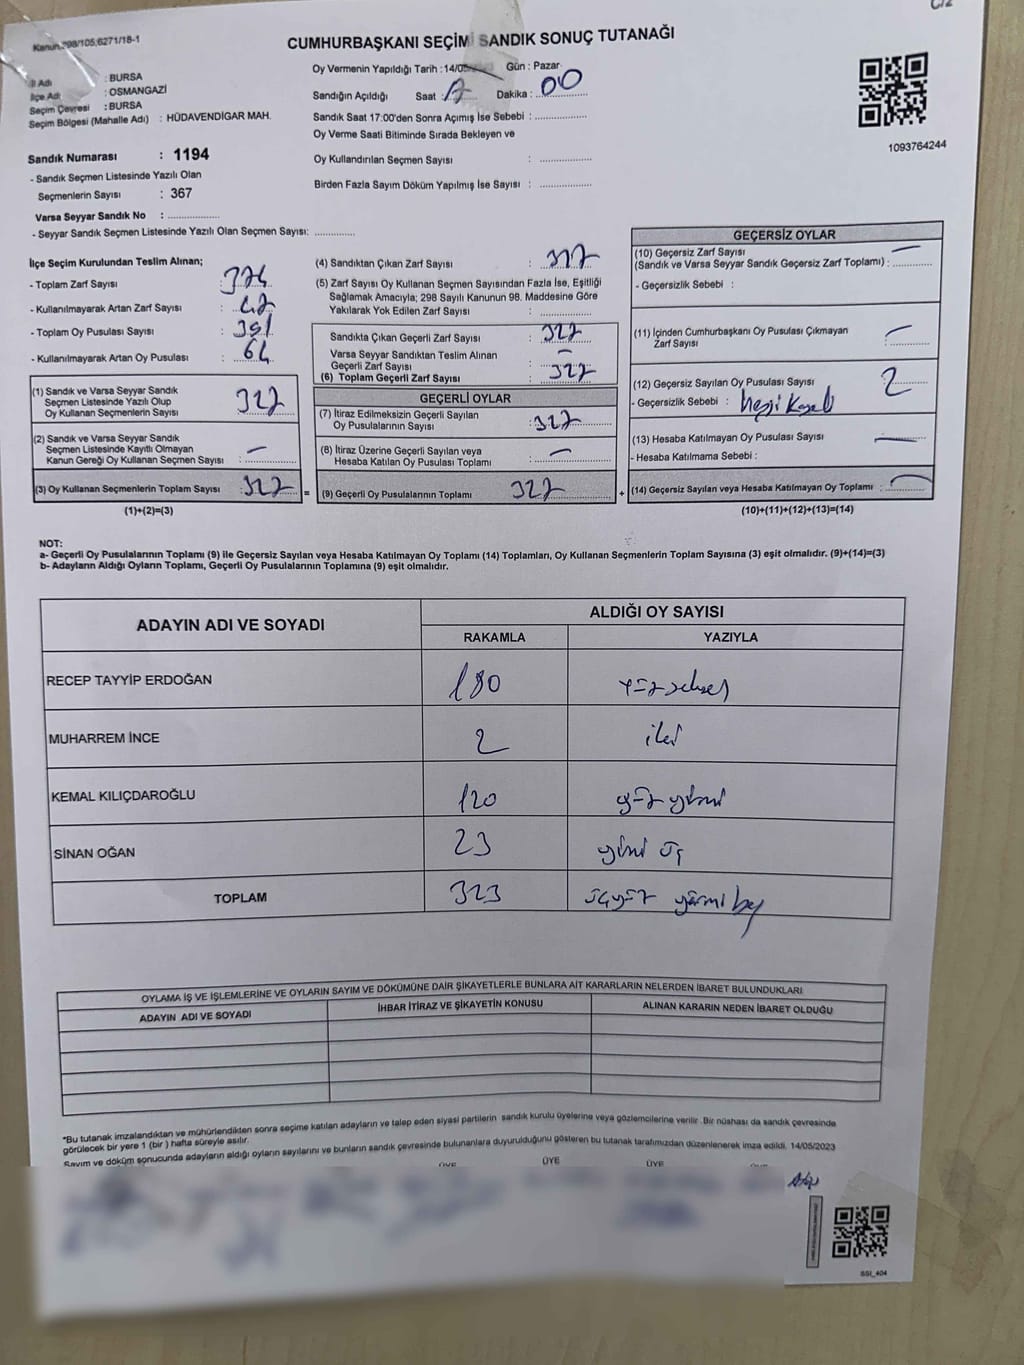 C/2
Kanun:298/105;6271/18-1
CUMHURBAŞKANI SEÇİMİ SANDIK SONUÇ TUTANAĞI
İl Adı : BURSA
İlçe Adı : OSMANGAZİ
Seçim Çevresi : BURSA
Seçim Bölgesi (Mahalle Adı) : HÜDAVENDİGAR MAH.
Oy Vermenin Yapıldığı Tarih : 14/05 Gün : Pazar
Sandığın Açıldığı Saat : Dakika : 00
Sandık Saat 17:00'den Sonra Açımış İse Sebebi :
Oy Verme Saati Bitiminde Sırada Bekleyen ve
Oy Kullandırılan Seçmen Sayısı :
Birden Fazla Sayım Döküm Yapılmış İse Sayısı :
1093764244
Sandık Numarası : 1194
- Sandık Seçmen Listesinde Yazılı Olan
Seçmenlerin Sayısı : 367
Varsa Seyyar Sandık No :
- Seyyar Sandık Seçmen Listesinde Yazılı Olan Seçmen Sayısı:
İlçe Seçim Kurulundan Teslim Alınan;
- Toplam Zarf Sayısı : 374
- Kullanılmayarak Artan Zarf Sayısı :
- Toplam Oy Pusulası Sayısı : 391
- Kullanılmayarak Artan Oy Pusulası : 64
(1) Sandık ve Varsa Seyyar Sandık
Seçmen Listesinde Yazılı Olup
Oy Kullanan Seçmenlerin Sayısı 327
(2) Sandık ve Varsa Seyyar Sandık
Seçmen Listesinde Kayıtlı Olmayan
Kanun Gereği Oy Kullanan Seçmen Sayısı : –
(3) Oy Kullanan Seçmenlerin Toplam Sayısı : 327
(1)+(2)=(3)
(4) Sandıktan Çıkan Zarf Sayısı : 327
(5) Zarf Sayısı Oy Kullanan Seçmen Sayısından Fazla İse, Eşitliği
Sağlamak Amacıyla; 298 Sayılı Kanunun 98. Maddesine Göre
Yakılarak Yok Edilen Zarf Sayısı :
Sandıkta Çıkan Geçerli Zarf Sayısı : 327
Varsa Seyyar Sandıktan Teslim Alınan
Geçerli Zarf Sayısı : –
(6) Toplam Geçerli Zarf Sayısı : 327
GEÇERLİ OYLAR
(7) İtiraz Edilmeksizin Geçerli Sayılan
Oy Pusulalarının Sayısı : 327
(8) İtiraz Üzerine Geçerli Sayılan veya
Hesaba Katılan Oy Pusulası Toplamı : –
= (9) Geçerli Oy Pusulalarının Toplamı 327 +
GEÇERSİZ OYLAR
(10) Geçersiz Zarf Sayısı
(Sandık ve Varsa Seyyar Sandık Geçersiz Zarf Toplamı) : –
- Geçersizlik Sebebi :
(11) İçinden Cumhurbaşkanı Oy Pusulası Çıkmayan
Zarf Sayısı : –
(12) Geçersiz Sayılan Oy Pusulası Sayısı 2
- Geçersizlik Sebebi :
(13) Hesaba Katılmayan Oy Pusulası Sayısı –
- Hesaba Katılmama Sebebi :
(14) Geçersiz Sayılan veya Hesaba Katılmayan Oy Toplamı : –
(10)+(11)+(12)+(13)=(14)
NOT:
a- Geçerli Oy Pusulalarının Toplamı (9) ile Geçersiz Sayılan veya Hesaba Katılmayan Oy Toplamı (14) Toplamları, Oy Kullanan Seçmenlerin Toplam Sayısına (3) eşit olmalıdır. (9)+(14)=(3)
b- Adayların Aldığı Oyların Toplamı, Geçerli Oy Pusulalarının Toplamına (9) eşit olmalıdır.
ADAYIN ADI VE SOYADI ALDIĞI OY SAYISI
RAKAMLA YAZIYLA
RECEP TAYYİP ERDOĞAN 180 yüzseksen
MUHARREM İNCE 2 iki
KEMAL KILIÇDAROĞLU 120 yüz yirmi
SİNAN OĞAN 23 yirmi üç
TOPLAM 323 üçyüz yirmi beş
OYLAMA İŞ VE İŞLEMLERİNE VE OYLARIN SAYIM VE DÖKÜMÜNE DAİR ŞİKAYETLERLE BUNLARA AİT KARARLARIN NELERDEN İBARET BULUNDUKLARI
ADAYIN ADI VE SOYADI İHBAR İTİRAZ VE ŞİKAYETİN KONUSU ALINAN KARARIN NEDEN İBARET OLDUĞU
*Bu tutanak imzalandıktan ve mühürlendikten sonra seçime katılan adayların ve talep eden siyasi partilerin sandık kurulu üyelerine veya gözlemcilerine verilir .Bir nüshası da sandık çevresinde
görülecek bir yere 1 (bir ) hafta süreyle asılır.
Sayım ve döküm sonucunda adayların aldığı oyların sayılarını ve bunların sandık çevresinde bulunanlara duyurulduğunu gösteren bu tutanak tarafımızdan düzenlenerek imza edildi. 14/05/2023
ÜYE ÜYE ÜYE
SSI_404